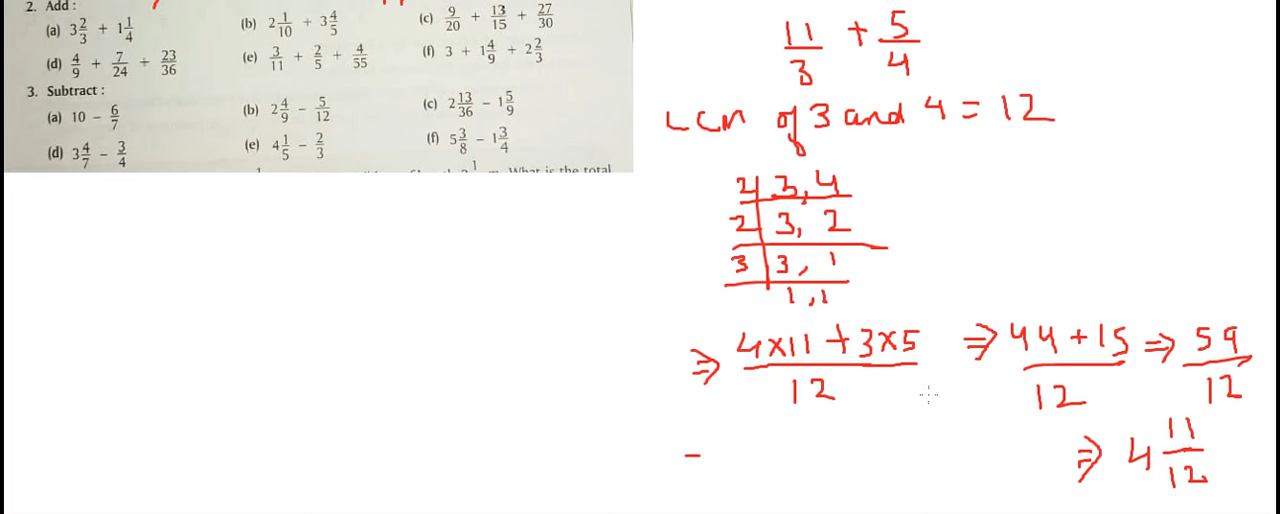 2. Add :
(a) 3 2/3 + 1 1/4 (b) 2 1/10 + 3 4/5 (c) 9/20 + 13/15 + 27/30
(d) 4/9 + 7/24 + 23/36 (e) 3/11 + 2/5 + 4/55 (f) 3 + 1 4/9 + 2 2/3
3. Subtract :
(a) 10 − 6/7 (b) 2 4/9 − 5/12 (c) 2 13/36 − 1 5/9
(d) 3 4/7 − 3/4 (e) 4 1/5 − 2/3 (f) 5 3/8 − 1 3/4
What is the total
11/3 + 5/4
LCM of 3 and 4 = 12
2 | 3, 4
2 | 3, 2
3 | 3, 1
1, 1
⇒ 4×11 + 3×5 / 12 ⇒ 44 + 15 / 12 ⇒ 59/12
⇒ 4 11/12